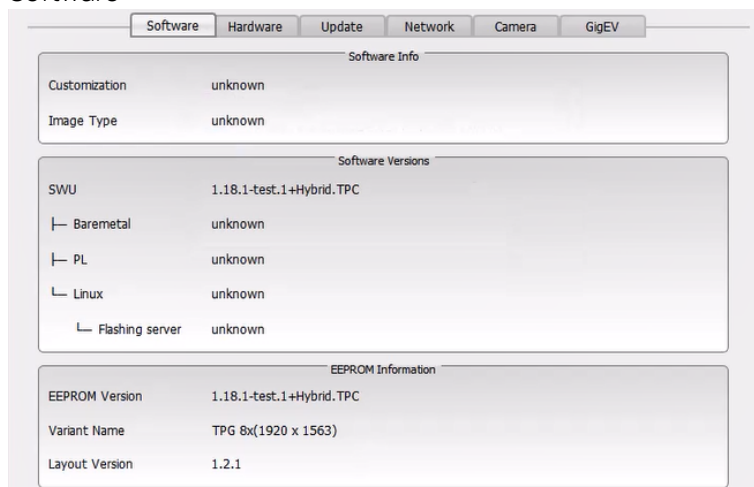 Software
Software Hardware Update Network Camera GigEV
Software Info
Customization unknown
Image Type unknown
Software Versions
SWU 1.18.1-test.1+Hybrid.TPC
Baremetal unknown
PL unknown
Linux unknown
Flashing server unknown
EEPROM Information
EEPROM Version 1.18.1-test.1+Hybrid.TPC
Variant Name TPG 8x(1920 x 1563)
Layout Version 1.2.1